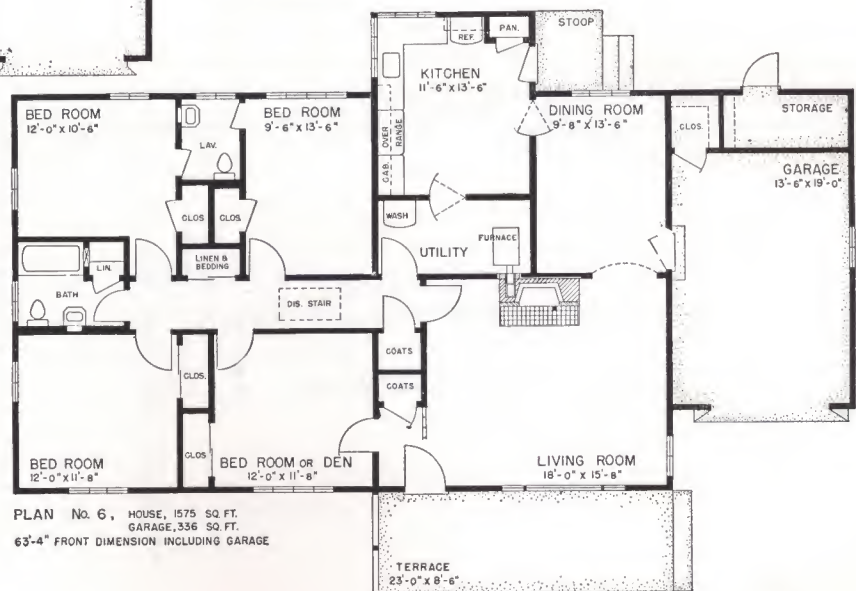 REF.
PAN.
STOOP
KITCHEN
11'-6" X 13'-6"
BED ROOM
12'-0" X 10'-6"
LAV.
BED ROOM
9'-6" X 13'-6"
OVER
RANGE
CAB.
DINING ROOM
9'-8" X 13'-6"
CLOS.
STORAGE
GARAGE
13'-6" X 19'-0"
CLOS
CLOS.
WASH
UTILITY
FURNACE
LINEN &
BEDDING
LIN.
BATH
DIS. STAIR
COATS
COATS
CLOS.
CLOS
BED ROOM
12'-0" X 11'-8"
BED ROOM OR DEN
12'-0" X 11'-8"
LIVING ROOM
18'-0" X 15'-8"
PLAN No. 6, HOUSE, 1575 SQ. FT.
GARAGE, 336 SQ. FT.
63'-4" FRONT DIMENSION INCLUDING GARAGE
TERRACE
23'-0" X 8'-6"